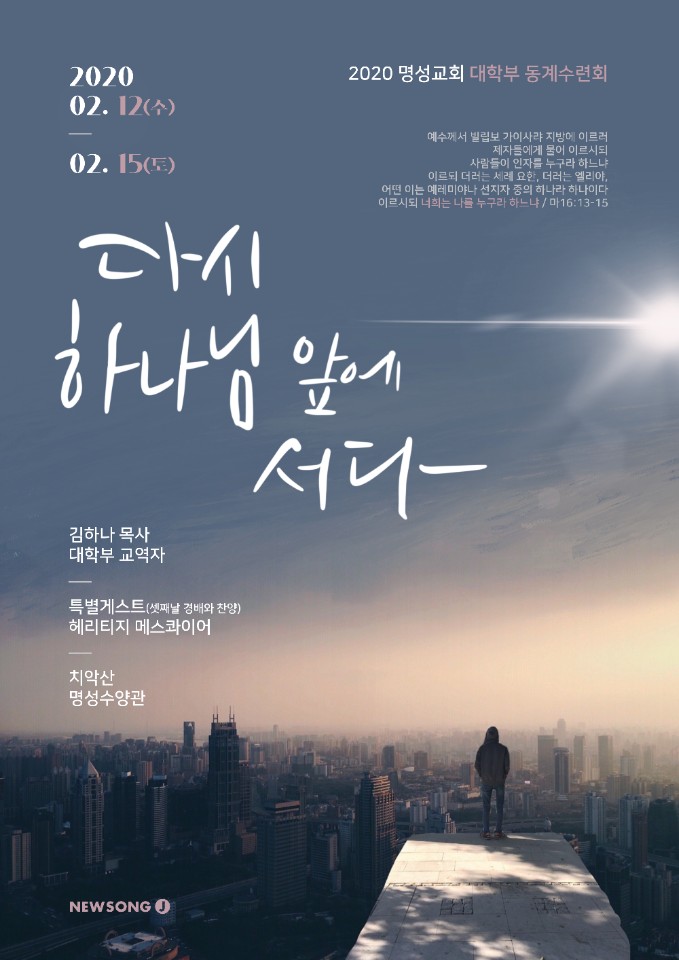 2020
02. 12(수)
02. 15(토)
2020 명성교회 대학부 동계수련회
예수께서 빌립보 가이사랴 지방에 이르러
제자들에게 물어 이르시되
사람들이 인자를 누구라 하느냐
이르되 더러는 세례 요한, 더러는 엘리야,
어떤 이는 예레미야나 선지자 중의 하나라 하나이다
이르시되 너희는 나를 누구라 하느냐 / 마16:13-15
다시
하나님 앞에
서다
김하나 목사
대학부 교역자
특별게스트(셋째날 경배와 찬양)
헤리티지 메스콰이어
치악산
명성수양관
NEWSONG J